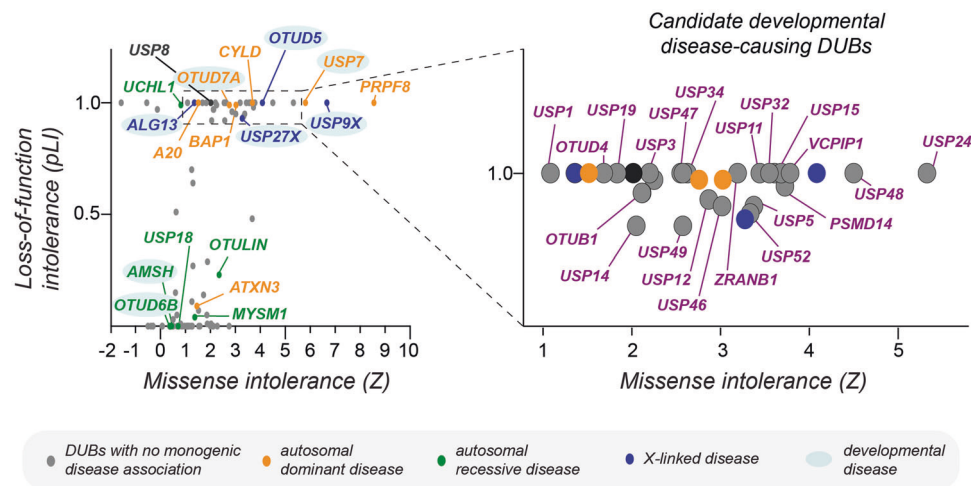 Candidate developmental
disease-causing DUBs
OTUD5
USP8
CYLD
OTUD7A
USP7
UCHL1
PRPF8
1.0
ALG13
USP9X
BAP1
USP27X
A20
Loss-of-function
intolerance (pLI)
0.5
USP18
OTULIN
AMSH
ATXN3
OTUD6B
MYSM1
-2 -1 0 1 2 3 4 5 6 7 8 9 10
Missense intolerance (Z)
USP34
USP19
USP47
USP32
USP15
USP1
USP11
OTUD4
USP3
VCPIP1
USP24
1.0
USP48
OTUB1
USP5
PSMD14
USP49
USP14
USP12
ZRANB1
USP52
USP46
1 2 3 4 5
Missense intolerance (Z)
DUBs with no monogenic
disease association
autosomal
dominant disease
autosomal
recessive disease
X-linked disease
developmental
disease